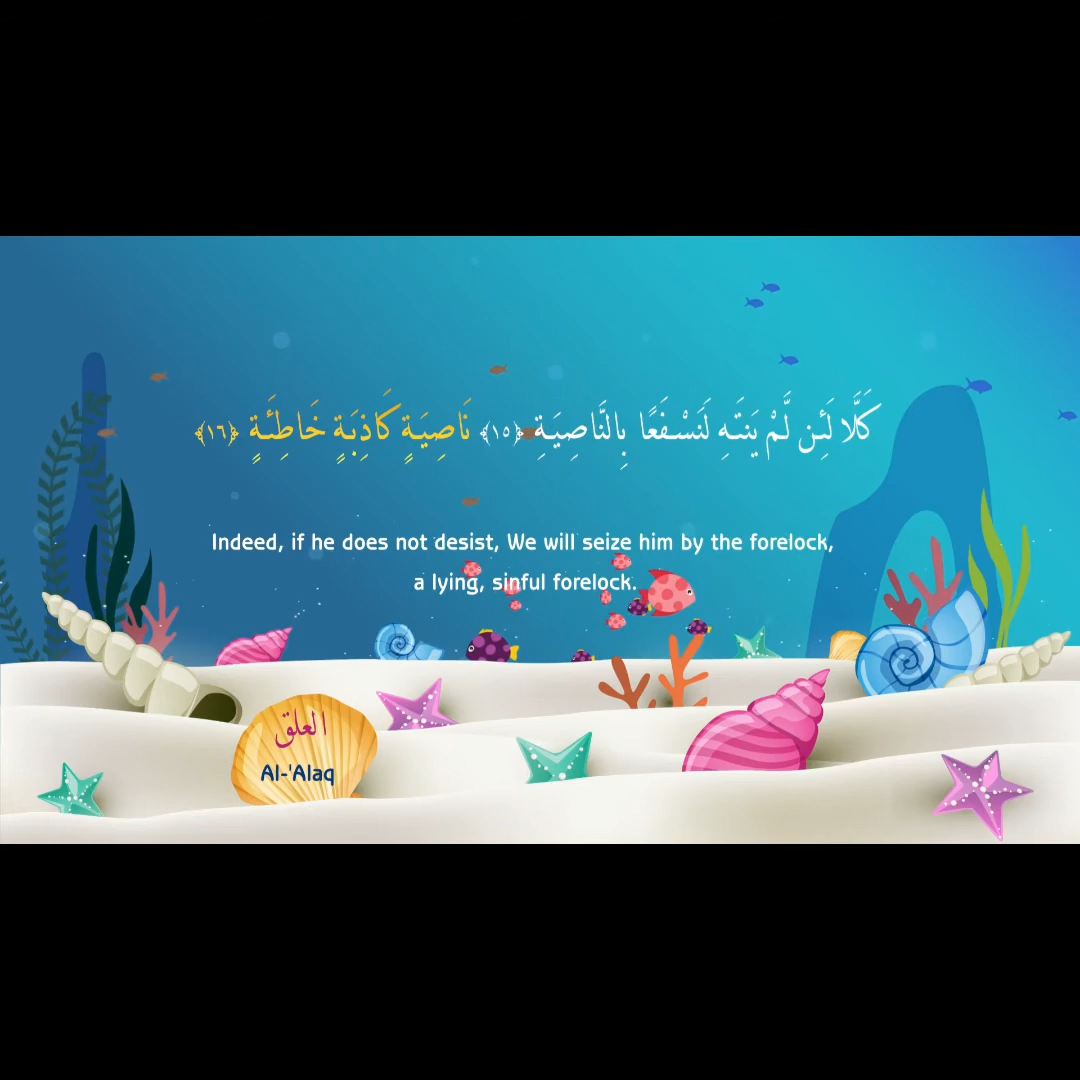 كَلَّا لَئِن لَّمْ يَنتَهِ لَنَسْفَعًا بِالنَّاصِيَةِ ﴿١٥﴾ نَاصِيَةٍ كَاذِبَةٍ خَاطِئَةٍ ﴿١٦﴾
Indeed, if he does not desist, We will seize him by the forelock,
a lying, sinful forelock.
العلق
Al-'Alaq